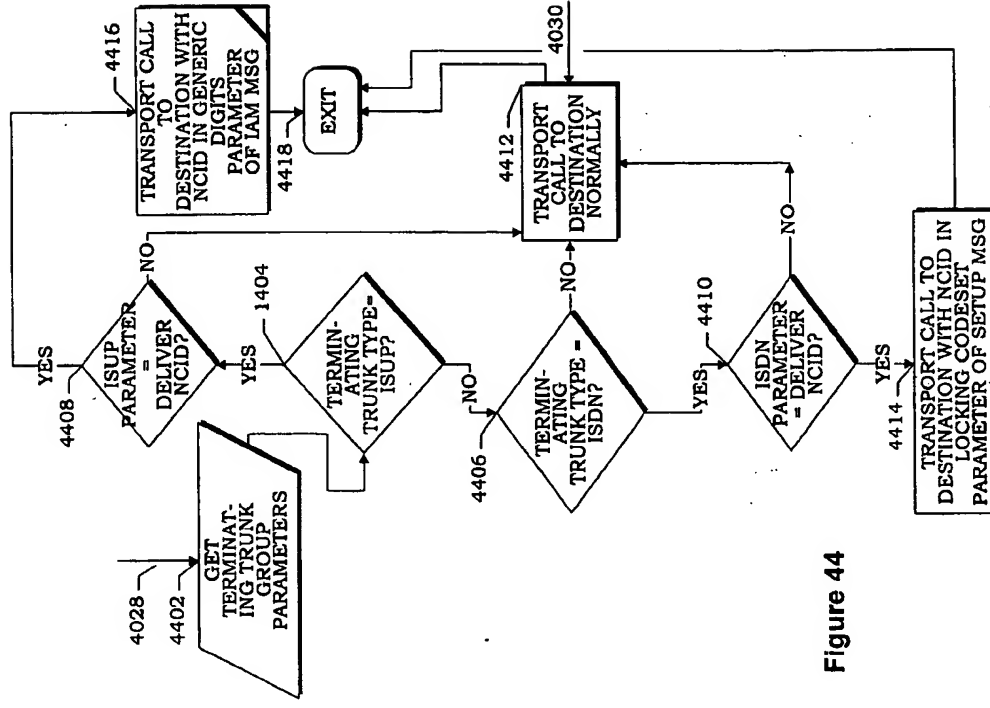 4028
4402
GET
TERMINAT-
ING TRUNK
GROUP
PARAMETERS
1404
TERMIN-
ATING
TRUNK TYPE=
ISUP?
YES
NO
4408
ISUP
PARAMETER
= DELIVER
NCID?
YES
NO
4416
TRANSPORT CALL
TO
DESTINATION WITH
NCID IN GENERIC
DIGITS
PARAMETER
OF IAM MSG
4418
EXIT
4406
TERMIN-
ATING
TRUNK TYPE =
ISDN?
NO
YES
4412
4030
TRANSPORT
CALL TO
DESTINATION
NORMALLY
4410
ISDN
PARAMETER
= DELIVER
NCID?
NO
YES
4414
TRANSPORT CALL TO
DESTINATION WITH NCID IN
LOCKING CODESET
PARAMETER OF SETUP MSG
Figure 44